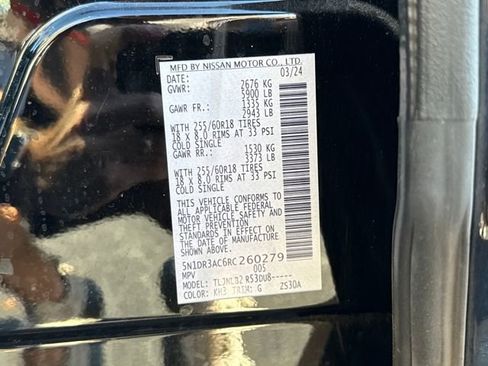 MFD BY NISSAN MOTOR CO., LTD.
DATE: 03/24
GVWR: 2676 KG
5900 LB
GAWR FR.: 1335 KG
2943 LB
WITH 255/60R18 TIRES
18 X 8.0 RIMS AT 33 PSI
COLD SINGLE
GAWR RR.: 1530 KG
3373 LB
WITH 255/60R18 TIRES
18 X 8.0 RIMS AT 33 PSI
COLD SINGLE
THIS VEHICLE CONFORMS TO
ALL APPLICABLE FEDERAL
MOTOR VEHICLE SAFETY AND
THEFT PREVENTION
STANDARDS IN EFFECT ON
THE DATE OF MANUFACTURE
SHOWN ABOVE.
5N1DR3AC6RC260279
MPV 005
MODEL: TLJNLB2 R53DU8-----
COLOR: KH3 TRIM: G ZS30A